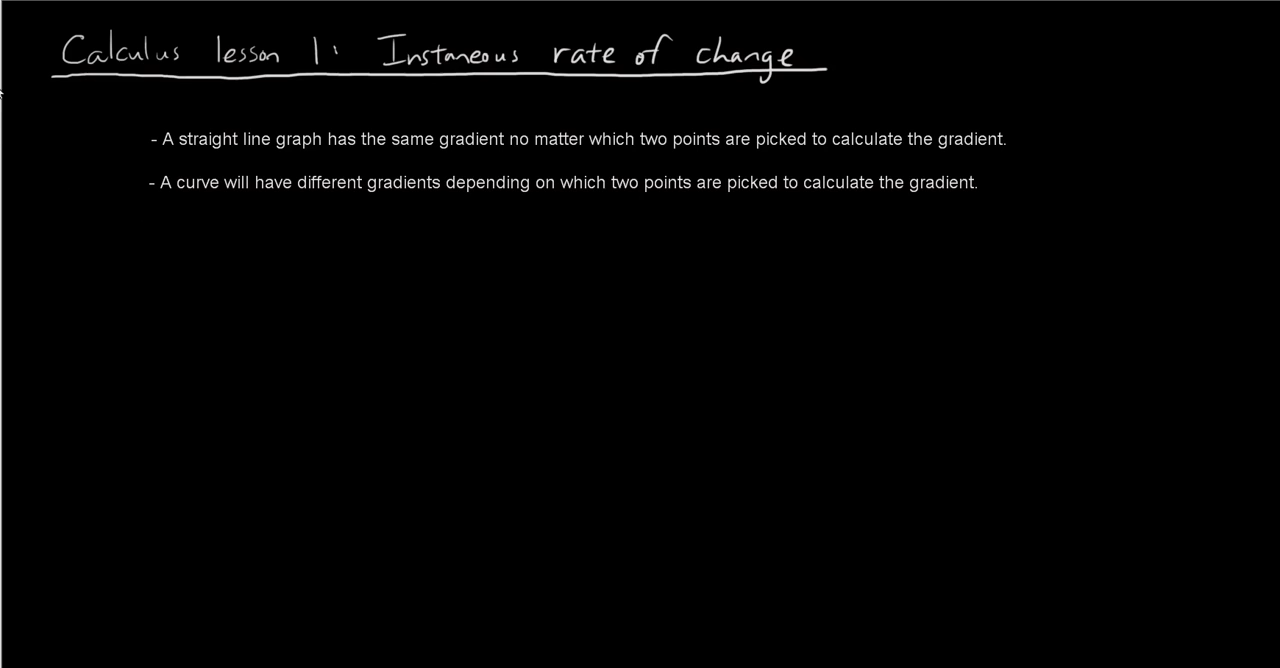 Calculus lesson 1: Instaneous rate of change
- A straight line graph has the same gradient no matter which two points are picked to calculate the gradient.
- A curve will have different gradients depending on which two points are picked to calculate the gradient.